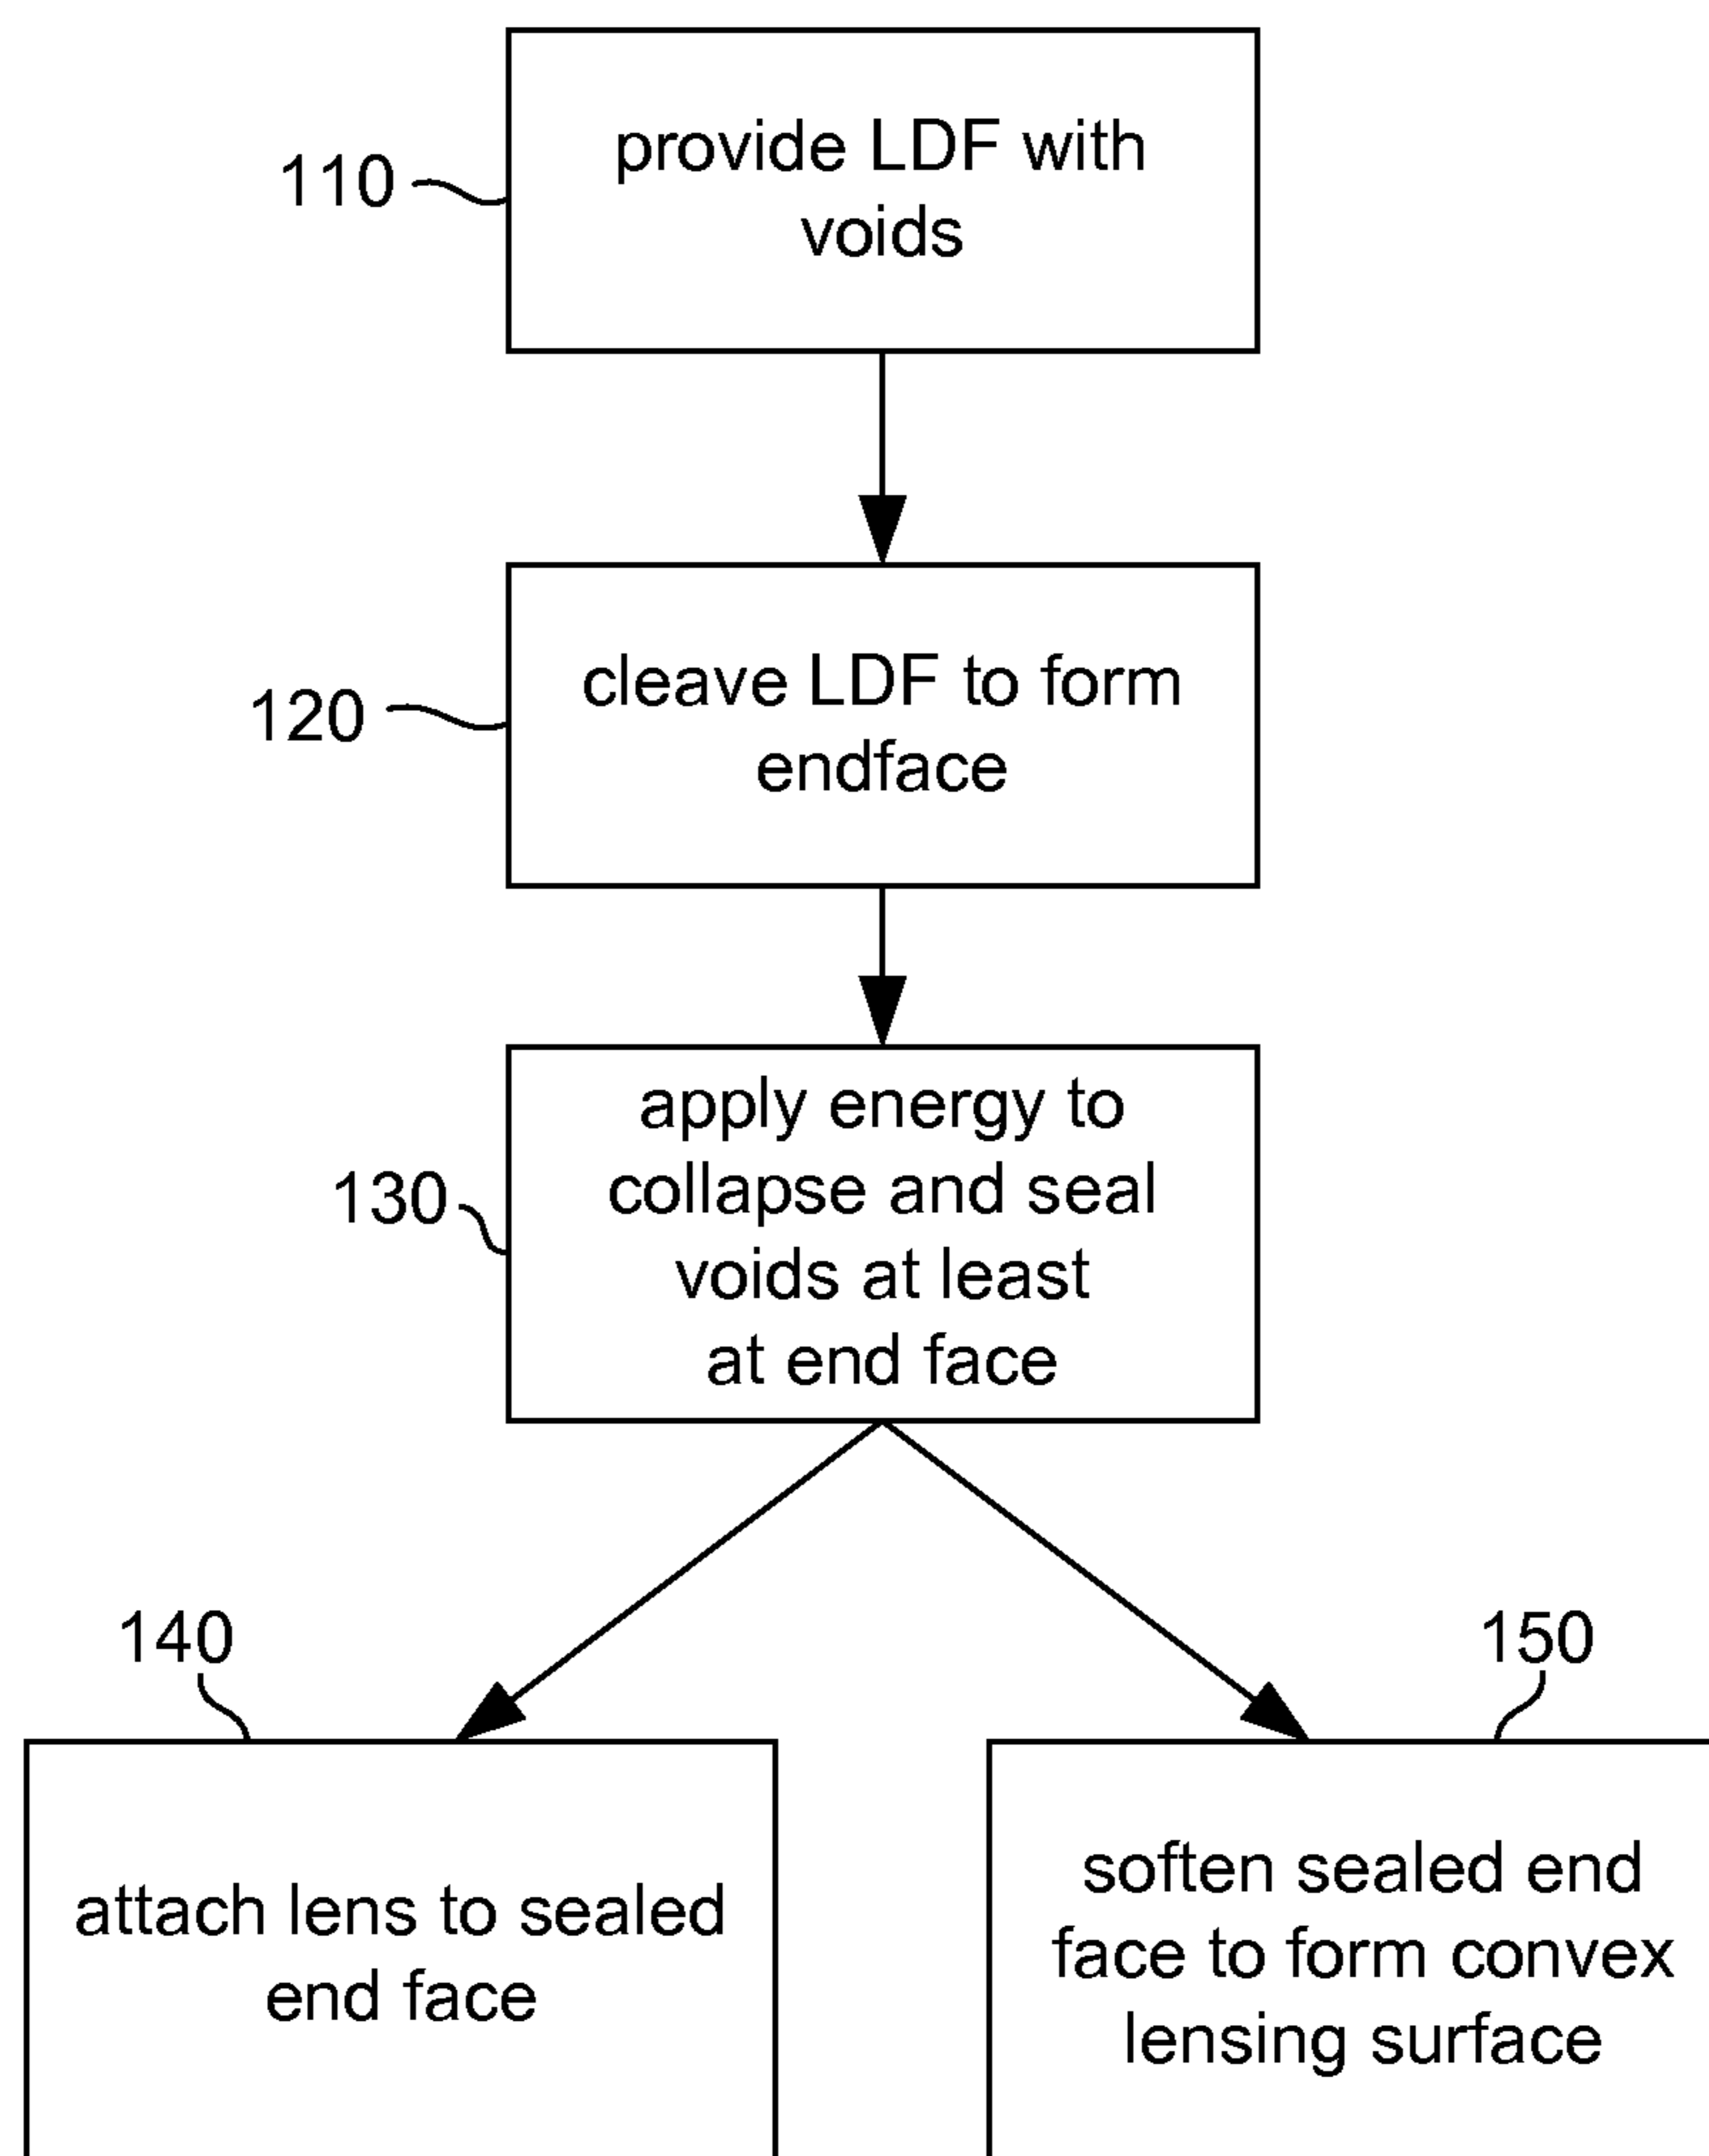 110
provide LDF with
voids
120
cleave LDF to form
endface
130
apply energy to
collapse and seal
voids at least
at end face
140
attach lens to sealed
end face
150
soften sealed end
face to form convex
lensing surface